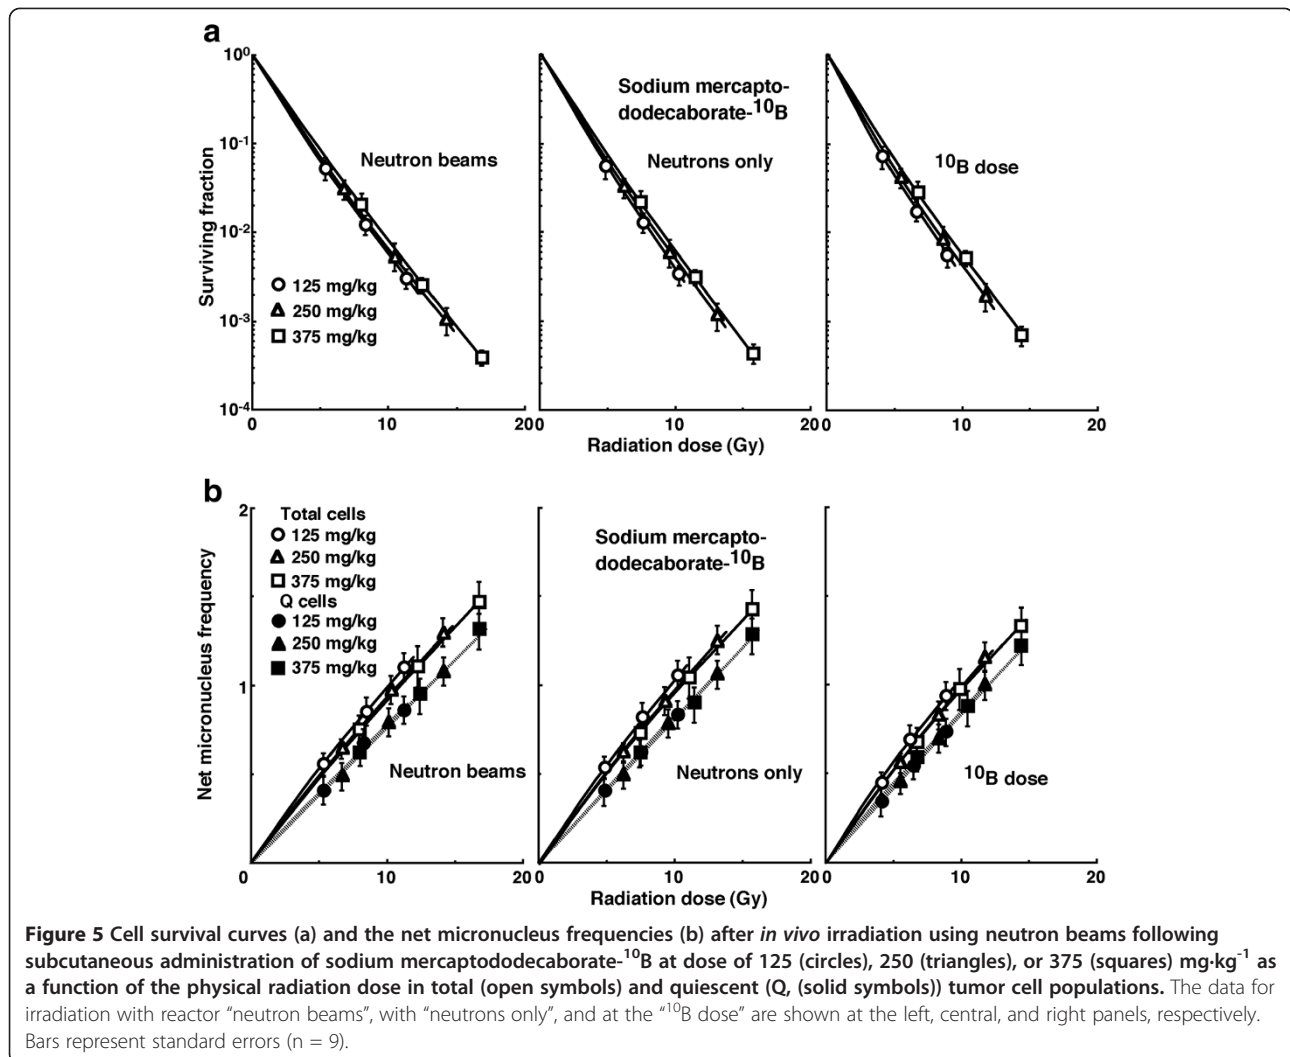 a
10⁰
10⁻¹
10⁻²
10⁻³
10⁻⁴
Surviving fraction
Neutron beams
125 mg/kg
250 mg/kg
375 mg/kg
Sodium mercapto-
dodecaborate-¹⁰B
Neutrons only
¹⁰B dose
0 10 20 0 10 20 0 10 20
Radiation dose (Gy)
b
2
1
0
Net micronucleus frequency
Total cells
125 mg/kg
250 mg/kg
375 mg/kg
Q cells
125 mg/kg
250 mg/kg
375 mg/kg
Neutron beams
Sodium mercapto-
dodecaborate-¹⁰B
Neutrons only
¹⁰B dose
0 10 20 0 10 20 0 10 20
Radiation dose (Gy)
Figure 5 Cell survival curves (a) and the net micronucleus frequencies (b) after in vivo irradiation using neutron beams following
subcutaneous administration of sodium mercaptododecaborate-¹⁰B at dose of 125 (circles), 250 (triangles), or 375 (squares) mg·kg⁻¹ as
a function of the physical radiation dose in total (open symbols) and quiescent (Q, (solid symbols)) tumor cell populations. The data for
irradiation with reactor “neutron beams”, with “neutrons only”, and at the “¹⁰B dose” are shown at the left, central, and right panels, respectively.
Bars represent standard errors (n = 9).